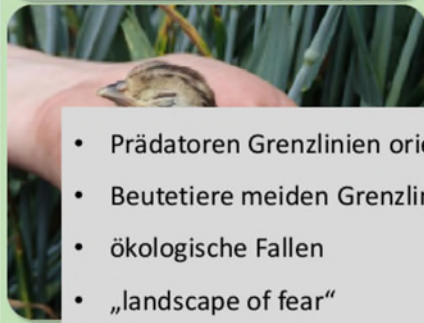 • Prädatoren Grenzlinien
• Beutetiere meiden
• ökologische Fallen
• „landscape of fear“